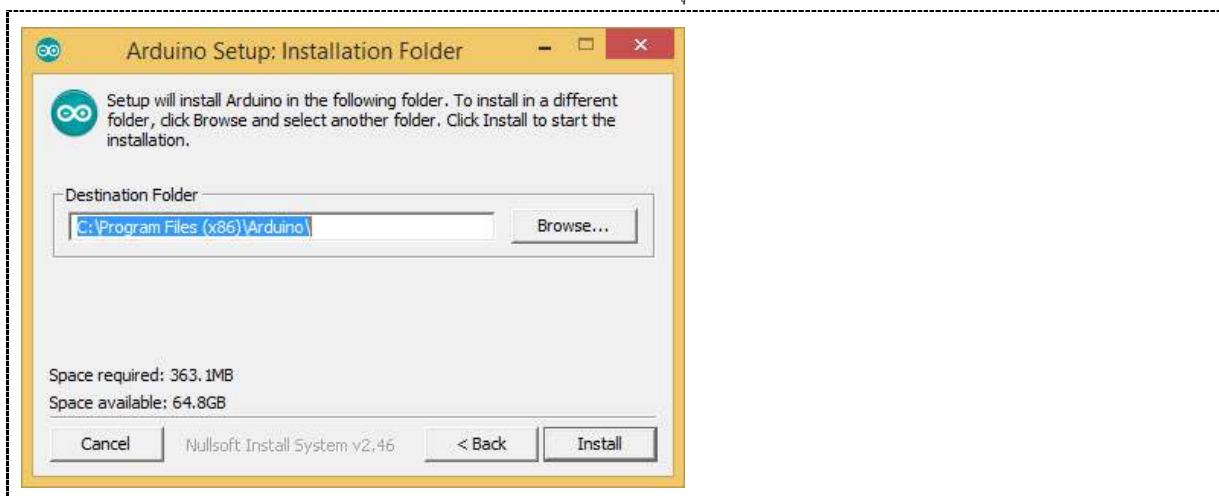 Arduino Setup: Installation Folder
Setup will install Arduino in the following folder. To install in a different
folder, click Browse and select another folder. Click Install to start the
installation.
Destination Folder
C:\Program Files (x86)\Arduino\
Browse...
Space required: 363.1MB
Space available: 64.8GB
Cancel
Nullsoft Install System v2.46
< Back
Install